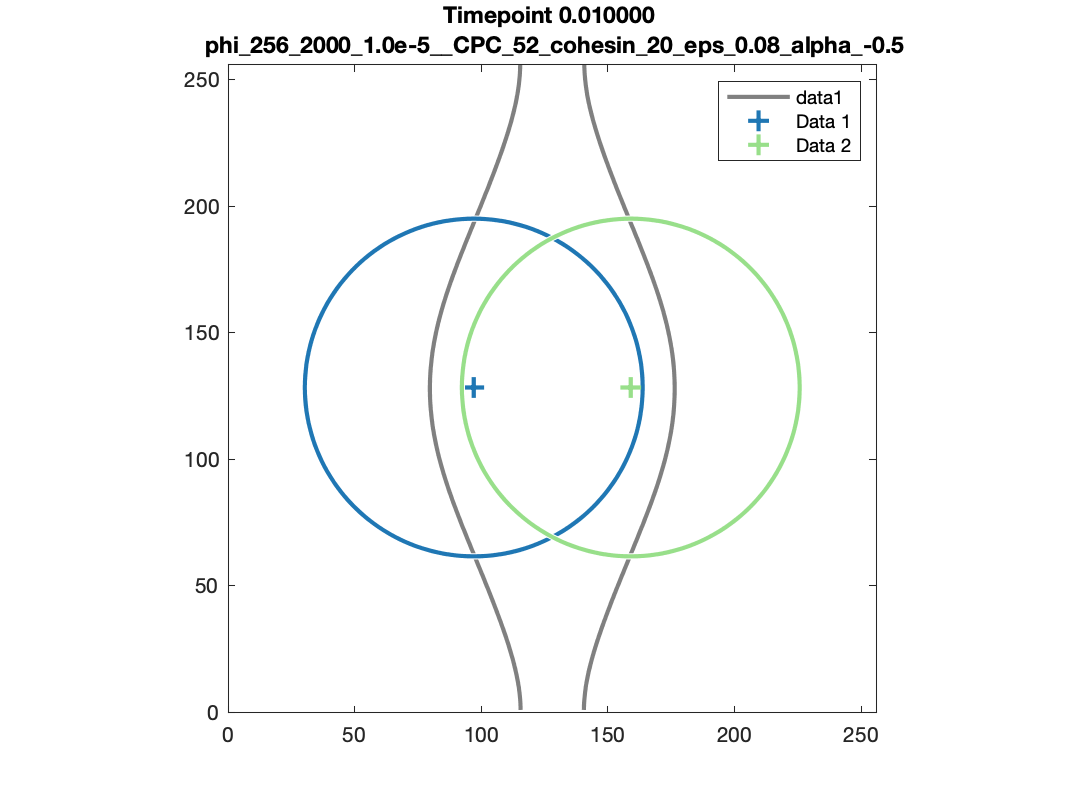 Timepoint 0.010000
phi_256_2000_1.0e-5__CPC_52_cohesin_20_eps_0.08_alpha_-0.5
250
200
150
100
50
0
data1
Data 1
Data 2
0 50 100 150 200 250